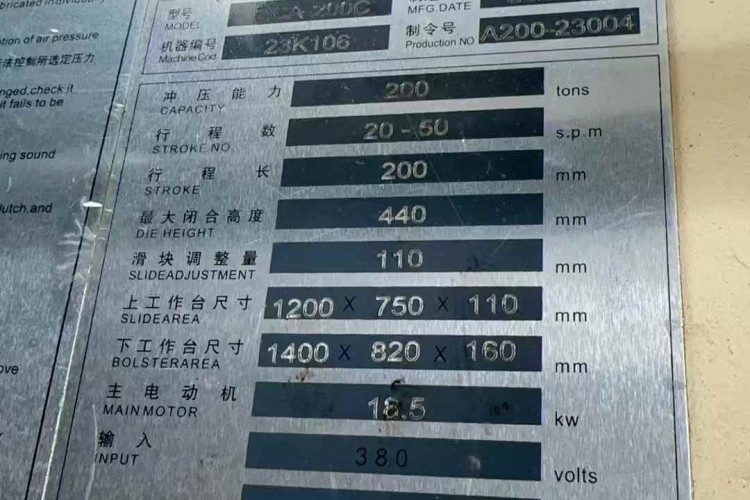 bricated individually
tion of air pressure
法控制所选定压力
nged,check it
it fails to be
ing sound
lutch.and
ove
型号
MODEL
200C
MFG.DATE
机器编号
Machine Cod
23K106
制令号
Production NO
A200-23004
冲压能力
CAPACITY
200
tons
行程数
STROKE NO
20-50
s.p.m
行程长
STROKE
200
mm
最大闭合高度
DIE HEIGHT
440
mm
滑块调整量
SLIDEADJUSTMENT
110
mm
上工作台尺寸
SLIDEAREA
1200 X 750 X 110
mm
下工作台尺寸
BOLSTERAREA
1400 X 820 X 160
mm
主电动机
MAINMOTOR
18.5
kw
输入
INPUT
380
volts